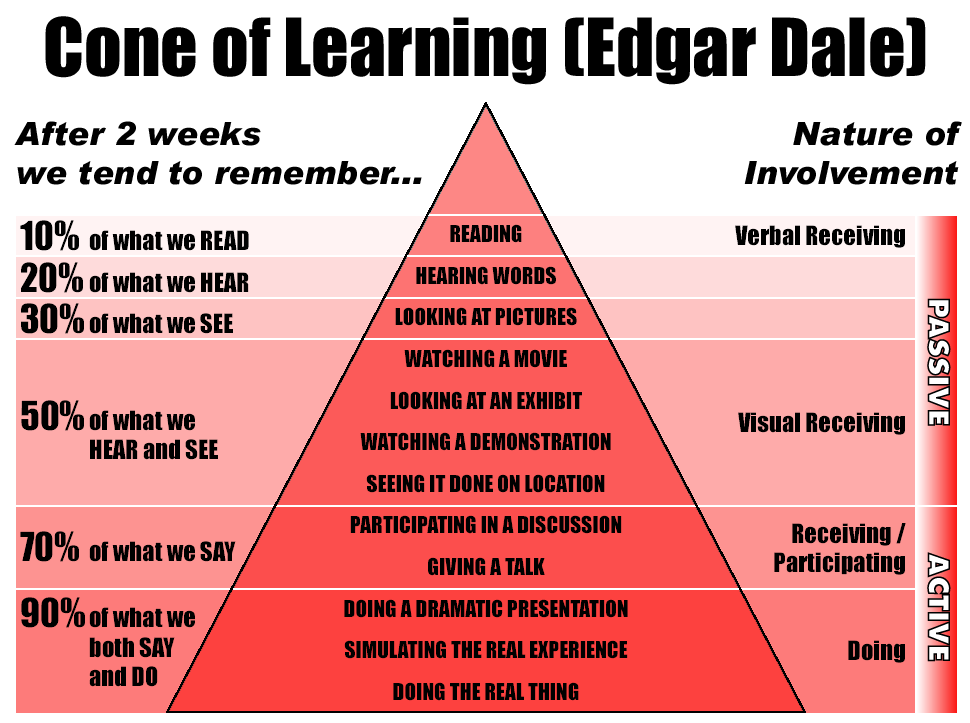 Cone of Learning (Edgar Dale)
After 2 weeks
we tend to remember...
Nature of
Involvement
10% of what we READ
READING
Verbal Receiving
20% of what we HEAR
HEARING WORDS
30% of what we SEE
LOOKING AT PICTURES
50% of what we
HEAR and SEE
WATCHING A MOVIE
LOOKING AT AN EXHIBIT
WATCHING A DEMONSTRATION
SEEING IT DONE ON LOCATION
Visual Receiving
PASSIVE
70% of what we SAY
PARTICIPATING IN A DISCUSSION
GIVING A TALK
Receiving /
Participating
90% of what we
both SAY
and DO
DOING A DRAMATIC PRESENTATION
SIMULATING THE REAL EXPERIENCE
DOING THE REAL THING
Doing
ACTIVE